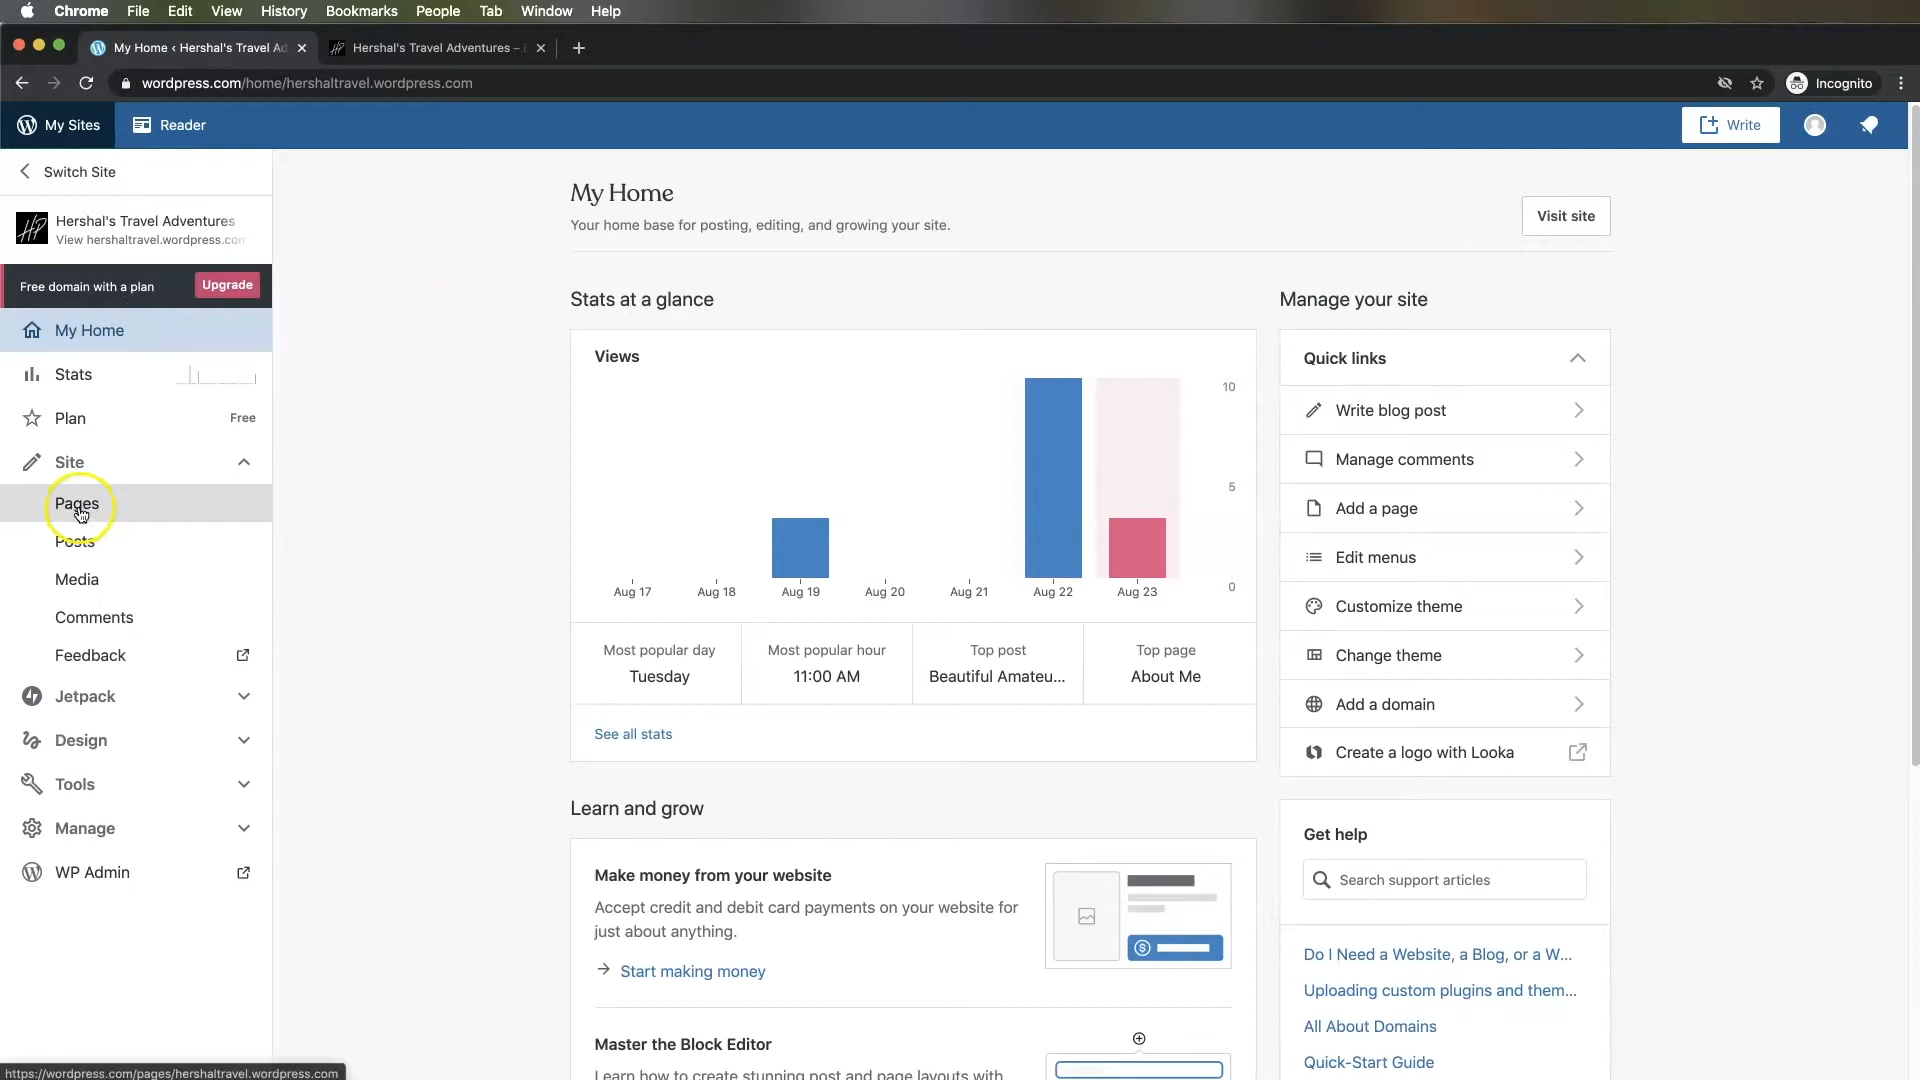 Chrome File Edit View History Bookmarks People Tab Window Help
My Home ‹ Hershal's Travel Ad
Hershal's Travel Adventures –
wordpress.com/home/hershaltravel.wordpress.com
Incognito
My Sites
Reader
Write
Switch Site
Hershal's Travel Adventures
View hershaltravel.wordpress.com
Free domain with a plan
Upgrade
My Home
Stats
Plan
Free
Site
Pages
Posts
Media
Comments
Feedback
Jetpack
Design
Tools
Manage
WP Admin
https://wordpress.com/pages/hershaltravel.wordpress.com
My Home
Your home base for posting, editing, and growing your site.
Visit site
Stats at a glance
Views
10
5
0
Aug 17 Aug 18 Aug 19 Aug 20 Aug 21 Aug 22 Aug 23
Most popular day
Tuesday
Most popular hour
11:00 AM
Top post
Beautiful Amateu...
Top page
About Me
See all stats
Learn and grow
Make money from your website
Accept credit and debit card payments on your website for
just about anything.
Start making money
Master the Block Editor
Learn how to create stunning post and page layouts with
Manage your site
Quick links
Write blog post
Manage comments
Add a page
Edit menus
Customize theme
Change theme
Add a domain
Create a logo with Looka
Get help
Search support articles
Do I Need a Website, a Blog, or a W...
Uploading custom plugins and them...
All About Domains
Quick-Start Guide